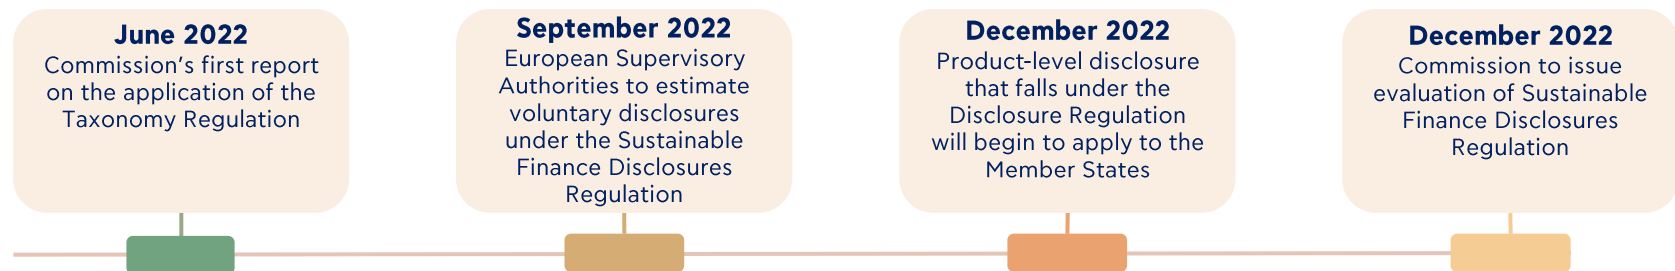 June 2022
Commission's first report
on the application of the
Taxonomy Regulation
September 2022
European Supervisory
Authorities to estimate
voluntary disclosures
under the Sustainable
Finance Disclosures
Regulation
December 2022
Product-level disclosure
that falls under the
Disclosure Regulation
will begin to apply to the
Member States
December 2022
Commission to issue
evaluation of Sustainable
Finance Disclosures
Regulation